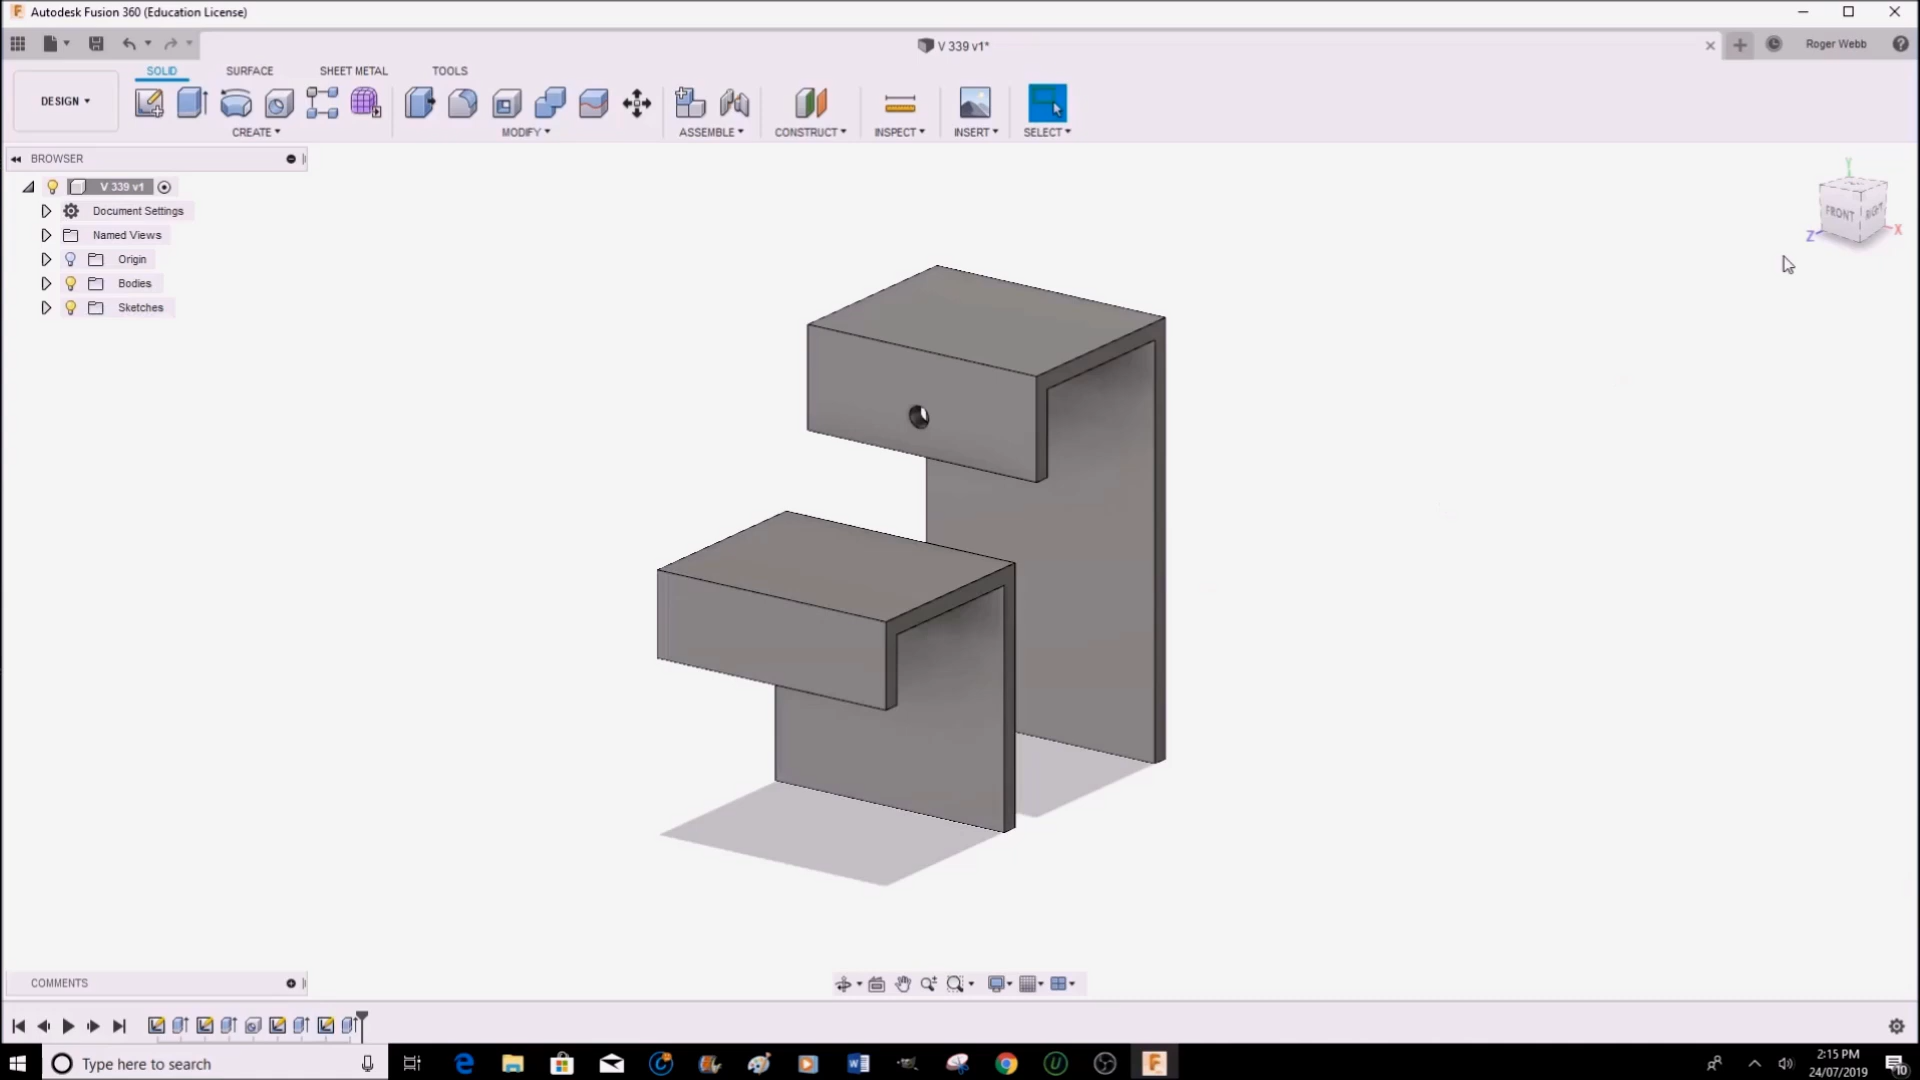 Autodesk Fusion 360 (Education License)
V 339 v1*
Roger Webb
SOLID SURFACE SHEET METAL TOOLS
DESIGN
CREATE MODIFY ASSEMBLE CONSTRUCT INSPECT INSERT SELECT
BROWSER
V 339 v1
Document Settings
Named Views
Origin
Bodies
Sketches
Y
FRONT RIGHT
Z X
COMMENTS
Type here to search
2:15 PM
24/07/2019
10